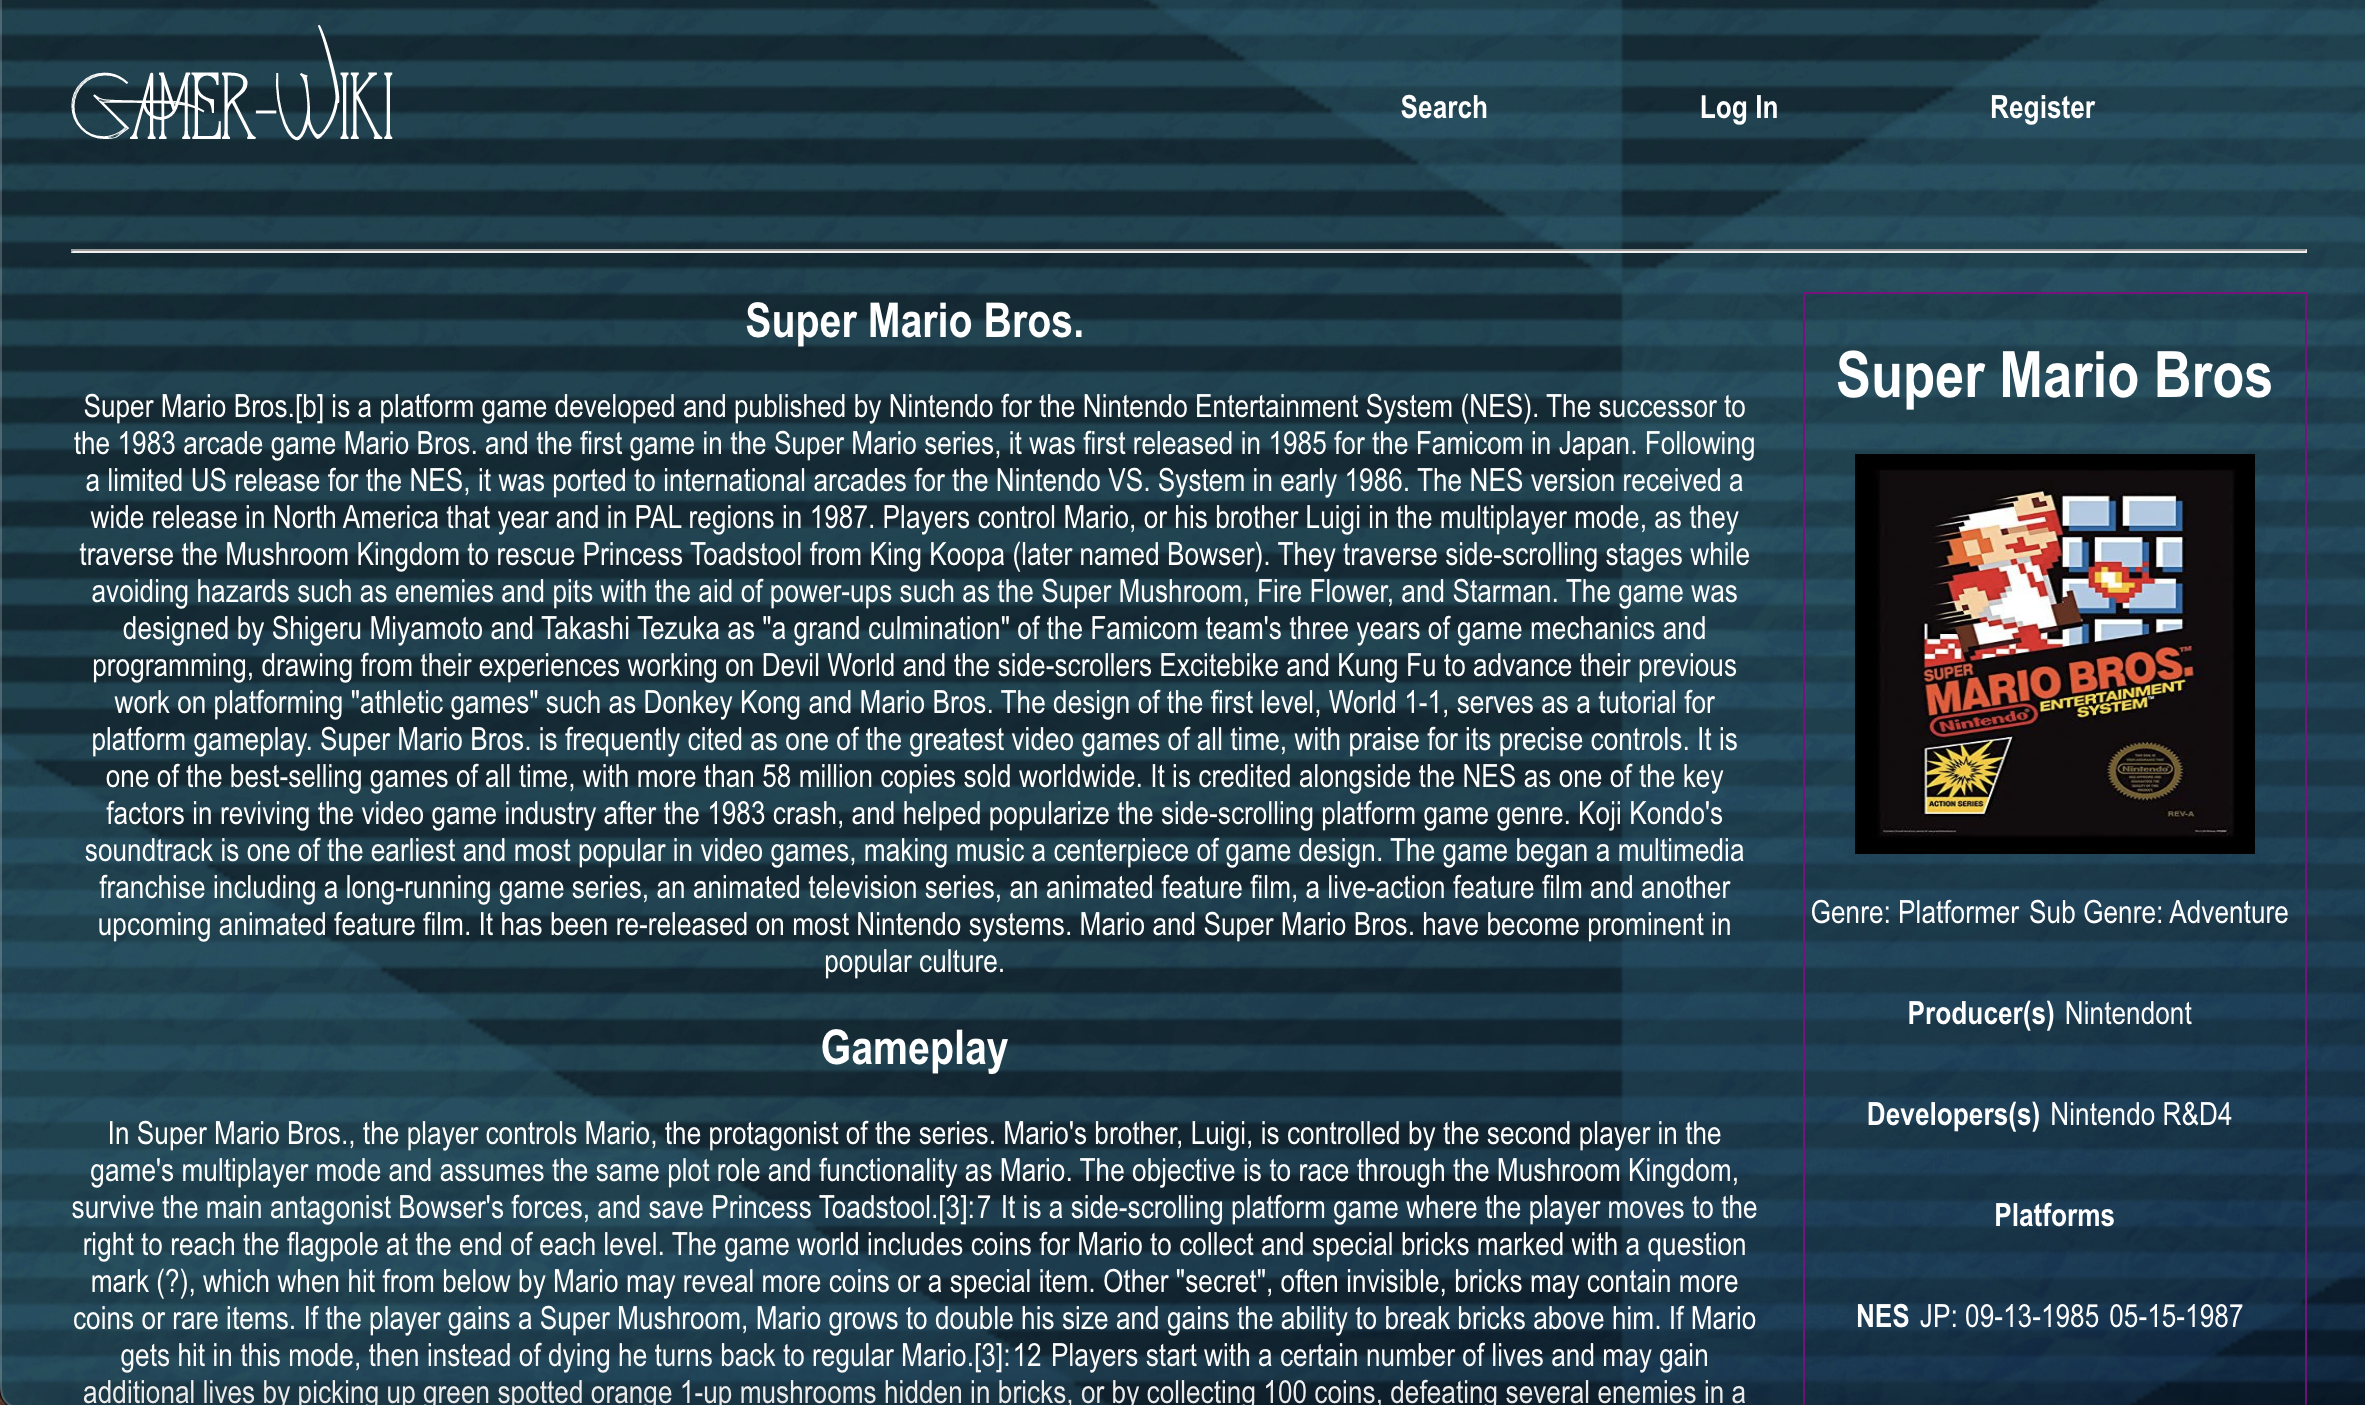 GAMER-WIKI
Search
Log In
Register
Super Mario Bros.
Super Mario Bros.[b] is a platform game developed and published by Nintendo for the Nintendo Entertainment System (NES). The successor to
the 1983 arcade game Mario Bros. and the first game in the Super Mario series, it was first released in 1985 for the Famicom in Japan. Following
a limited US release for the NES, it was ported to international arcades for the Nintendo VS. System in early 1986. The NES version received a
wide release in North America that year and in PAL regions in 1987. Players control Mario, or his brother Luigi in the multiplayer mode, as they
traverse the Mushroom Kingdom to rescue Princess Toadstool from King Koopa (later named Bowser). They traverse side-scrolling stages while
avoiding hazards such as enemies and pits with the aid of power-ups such as the Super Mushroom, Fire Flower, and Starman. The game was
designed by Shigeru Miyamoto and Takashi Tezuka as "a grand culmination" of the Famicom team's three years of game mechanics and
programming, drawing from their experiences working on Devil World and the side-scrollers Excitebike and Kung Fu to advance their previous
work on platforming "athletic games" such as Donkey Kong and Mario Bros. The design of the first level, World 1-1, serves as a tutorial for
platform gameplay. Super Mario Bros. is frequently cited as one of the greatest video games of all time, with praise for its precise controls. It is
one of the best-selling games of all time, with more than 58 million copies sold worldwide. It is credited alongside the NES as one of the key
factors in reviving the video game industry after the 1983 crash, and helped popularize the side-scrolling platform game genre. Koji Kondo's
soundtrack is one of the earliest and most popular in video games, making music a centerpiece of game design. The game began a multimedia
franchise including a long-running game series, an animated television series, an animated feature film, a live-action feature film and another
upcoming animated feature film. It has been re-released on most Nintendo systems. Mario and Super Mario Bros. have become prominent in
popular culture.
Gameplay
In Super Mario Bros., the player controls Mario, the protagonist of the series. Mario's brother, Luigi, is controlled by the second player in the
game's multiplayer mode and assumes the same plot role and functionality as Mario. The objective is to race through the Mushroom Kingdom,
survive the main antagonist Bowser's forces, and save Princess Toadstool.[3]:7 It is a side-scrolling platform game where the player moves to the
right to reach the flagpole at the end of each level. The game world includes coins for Mario to collect and special bricks marked with a question
mark (?), which when hit from below by Mario may reveal more coins or a special item. Other "secret", often invisible, bricks may contain more
coins or rare items. If the player gains a Super Mushroom, Mario grows to double his size and gains the ability to break bricks above him. If Mario
gets hit in this mode, then instead of dying he turns back to regular Mario.[3]:12 Players start with a certain number of lives and may gain
additional lives by picking up green spotted orange 1-up mushrooms hidden in bricks, or by collecting 100 coins, defeating several enemies in a
Super Mario Bros
SUPER
MARIO BROS.™
Nintendo®
ENTERTAINMENT
SYSTEM™
ACTION SERIES
Nintendo
REV-A
Genre: Platformer Sub Genre: Adventure
Producer(s) Nintendont
Developers(s) Nintendo R&D4
Platforms
NES JP: 09-13-1985 05-15-1987